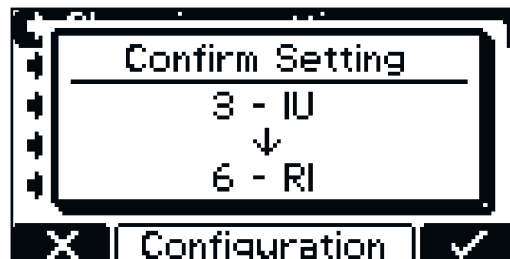 Confirm Setting
3 - IU
↓
6 - RI
Configuration